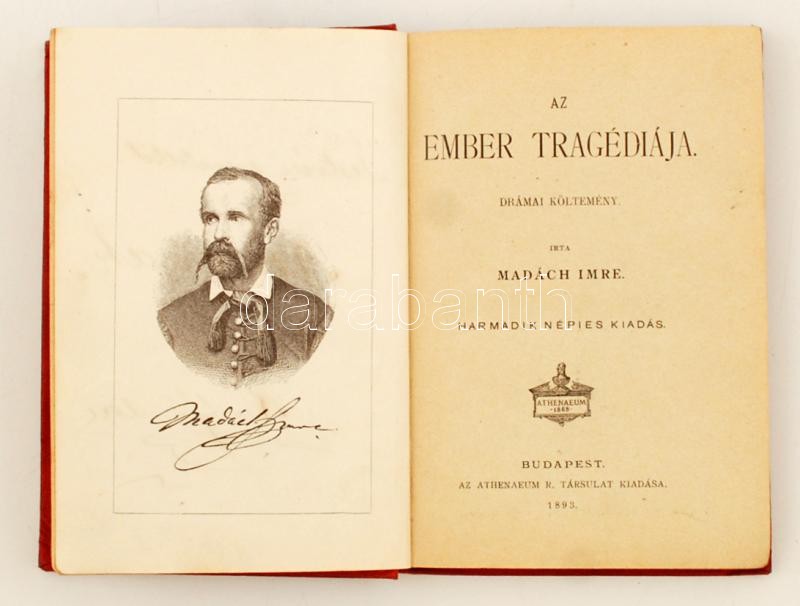 Madách Imre
AZ
EMBER TRAGÉDIÁJA.
DRÁMAI KÖLTEMÉNY.
IRTA
MADÁCH IMRE.
HARMADIK NÉPIES KIADÁS.
ATHENAEUM
-1868-
BUDAPEST.
AZ ATHENAEUM R. TÁRSULAT KIADÁSA.
1893.
darabanth